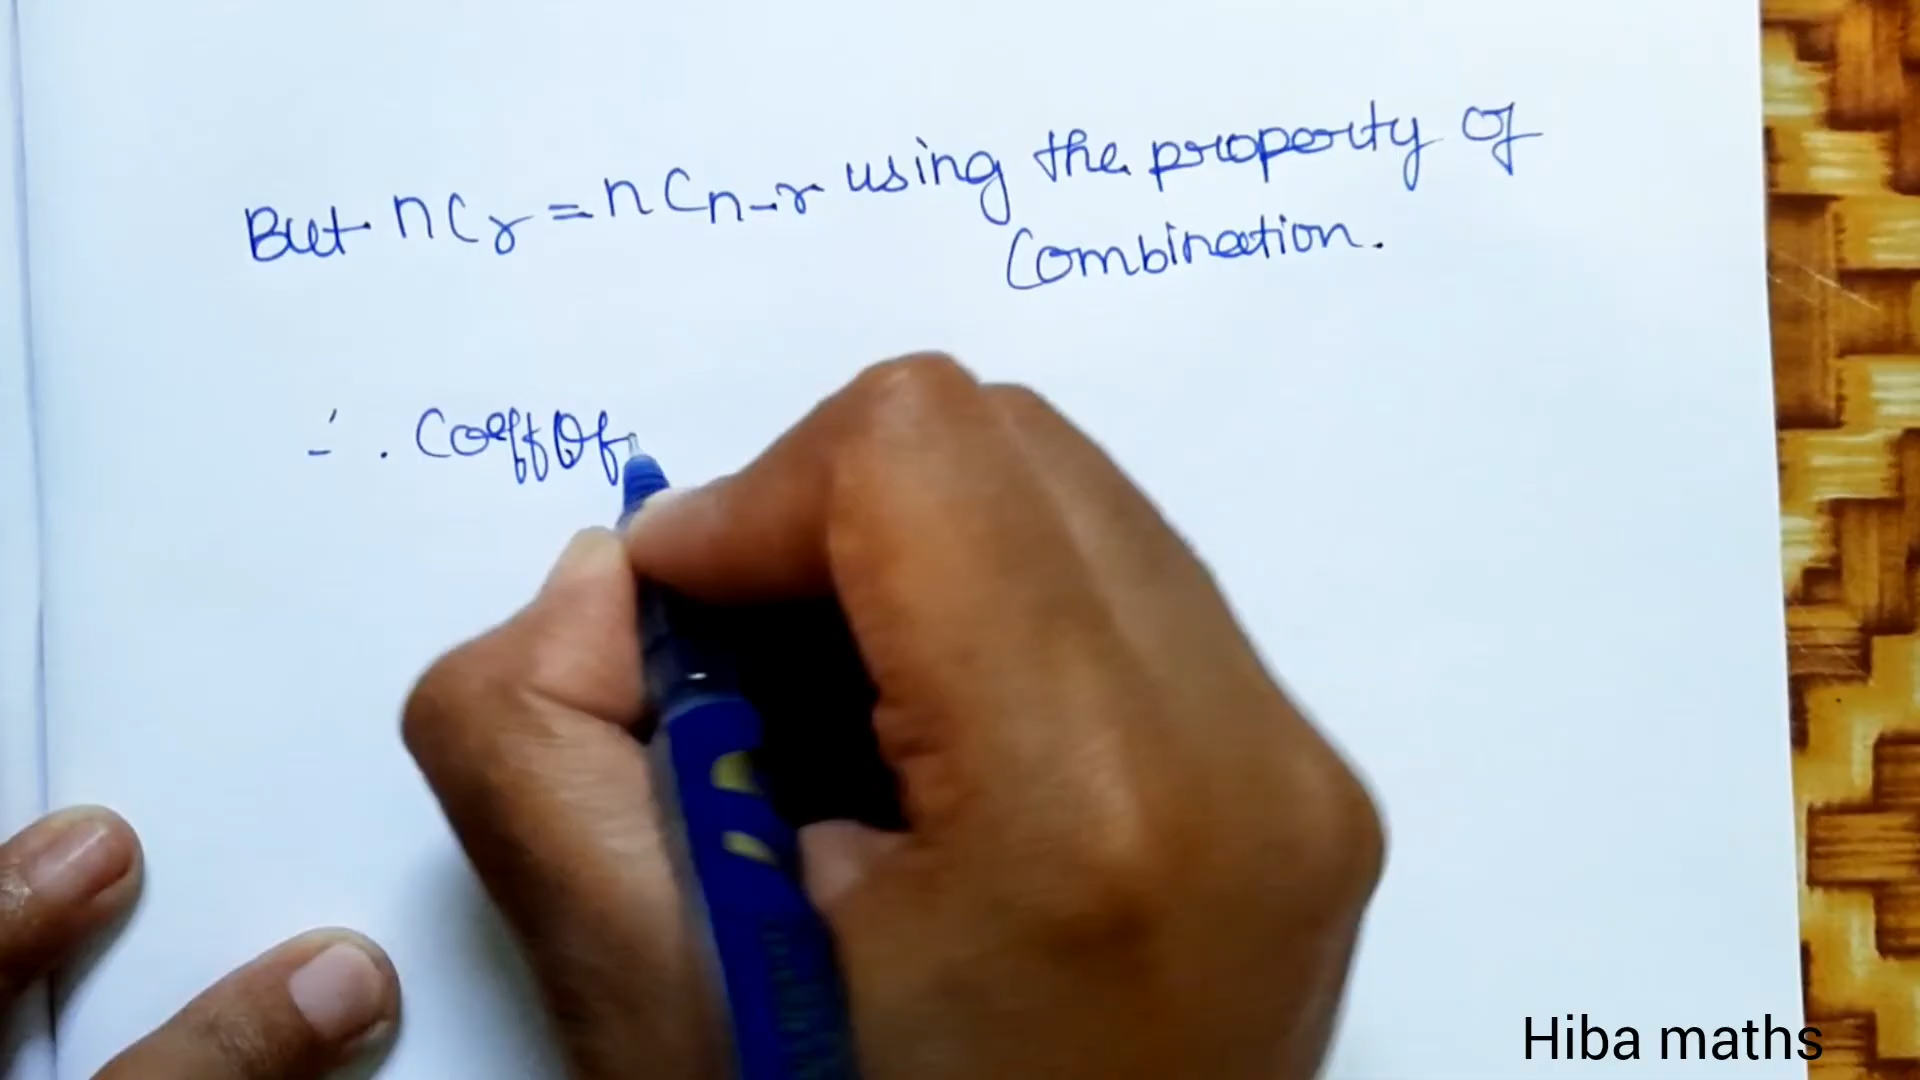 But nCr = nCn-r using the property of
Combination.
∴ Coeff Of
Hiba maths